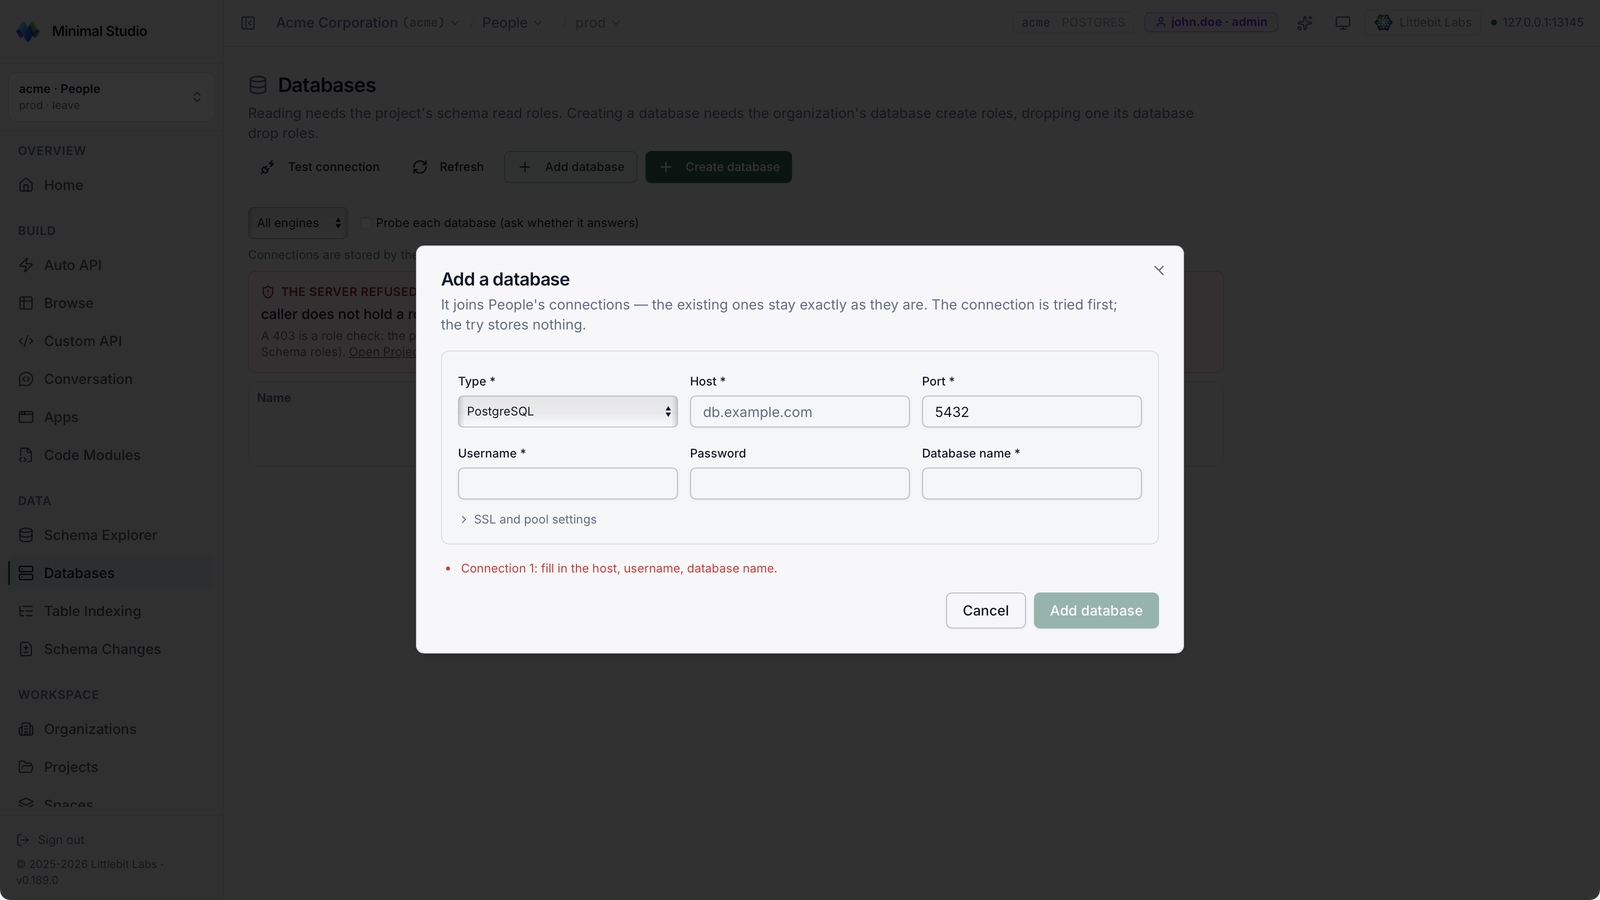 Minimal Studio
Acme Corporation (acme) / People / prod
acme · POSTGRES
john.doe · admin
Littlebit Labs
127.0.0.1:13145
acme · People
prod · leave
OVERVIEW
Home
BUILD
Auto API
Browse
Custom API
Conversation
Apps
Code Modules
DATA
Schema Explorer
Databases
Table Indexing
Schema Changes
WORKSPACE
Organizations
Projects
Spaces
Sign out
© 2025-2026 Littlebit Labs ·
v0.189.0
Databases
Reading needs the project's schema read roles. Creating a database needs the organization's database create roles, dropping one its database
drop roles.
Test connection
Refresh
Add database
Create database
All engines
Probe each database (ask whether it answers)
Connections are stored by the
THE SERVER REFUSED
caller does not hold a
A 403 is a role check: the
Schema roles). Open
Name
Add a database
It joins People's connections — the existing ones stay exactly as they are. The connection is tried first;
the try stores nothing.
Type *
Host *
Port *
PostgreSQL
db.example.com
5432
Username *
Password
Database name *
SSL and pool settings
• Connection 1: fill in the host, username, database name.
Cancel
Add database